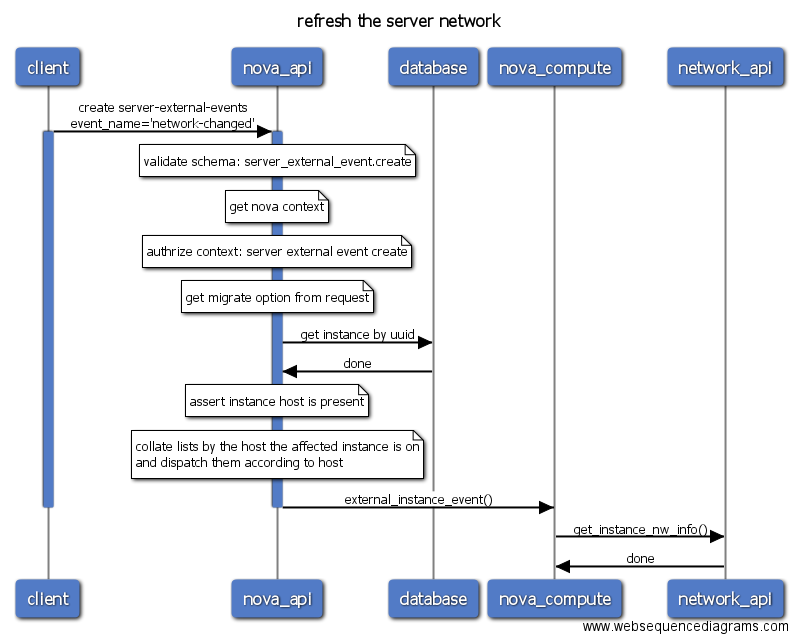 refresh the server network
client
nova_api
database
nova_compute
network_api
create server-external-events
event_name='network-changed'
validate schema: server_external_event.create
get nova context
authrize context: server external event create
get migrate option from request
get instance by uuid
done
assert instance host is present
collate lists by the host the affected instance is on
and dispatch them according to host
external_instance_event()
get_instance_nw_info()
done
client
nova_api
database
nova_compute
network_api
www.websequencediagrams.com